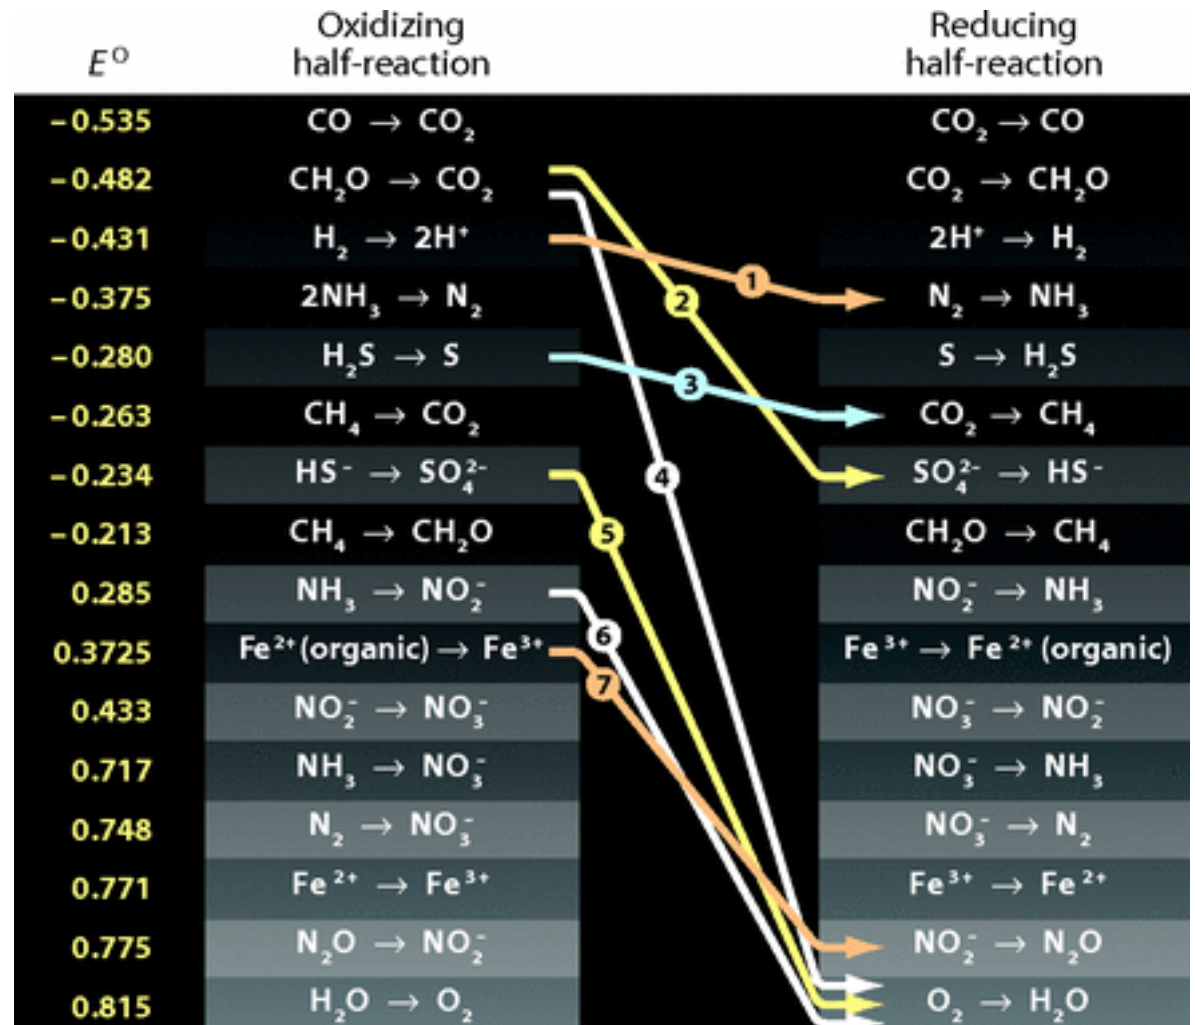 E° Oxidizing half-reaction Reducing half-reaction
−0.535 CO → CO₂ CO₂ → CO
−0.482 CH₂O → CO₂ CO₂ → CH₂O
−0.431 H₂ → 2H⁺ 2H⁺ → H₂
1
−0.375 2NH₃ → N₂ 2 N₂ → NH₃
−0.280 H₂S → S S → H₂S
3
−0.263 CH₄ → CO₂ CO₂ → CH₄
−0.234 HS⁻ → SO₄²⁻ 4 SO₄²⁻ → HS⁻
−0.213 CH₄ → CH₂O 5 CH₂O → CH₄
0.285 NH₃ → NO₂⁻ NO₂⁻ → NH₃
6
0.3725 Fe²⁺(organic) → Fe³⁺ Fe³⁺ → Fe²⁺ (organic)
7
0.433 NO₂⁻ → NO₃⁻ NO₃⁻ → NO₂⁻
0.717 NH₃ → NO₃⁻ NO₃⁻ → NH₃
0.748 N₂ → NO₃⁻ NO₃⁻ → N₂
0.771 Fe²⁺ → Fe³⁺ Fe³⁺ → Fe²⁺
0.775 N₂O → NO₂⁻ NO₂⁻ → N₂O
0.815 H₂O → O₂ O₂ → H₂O